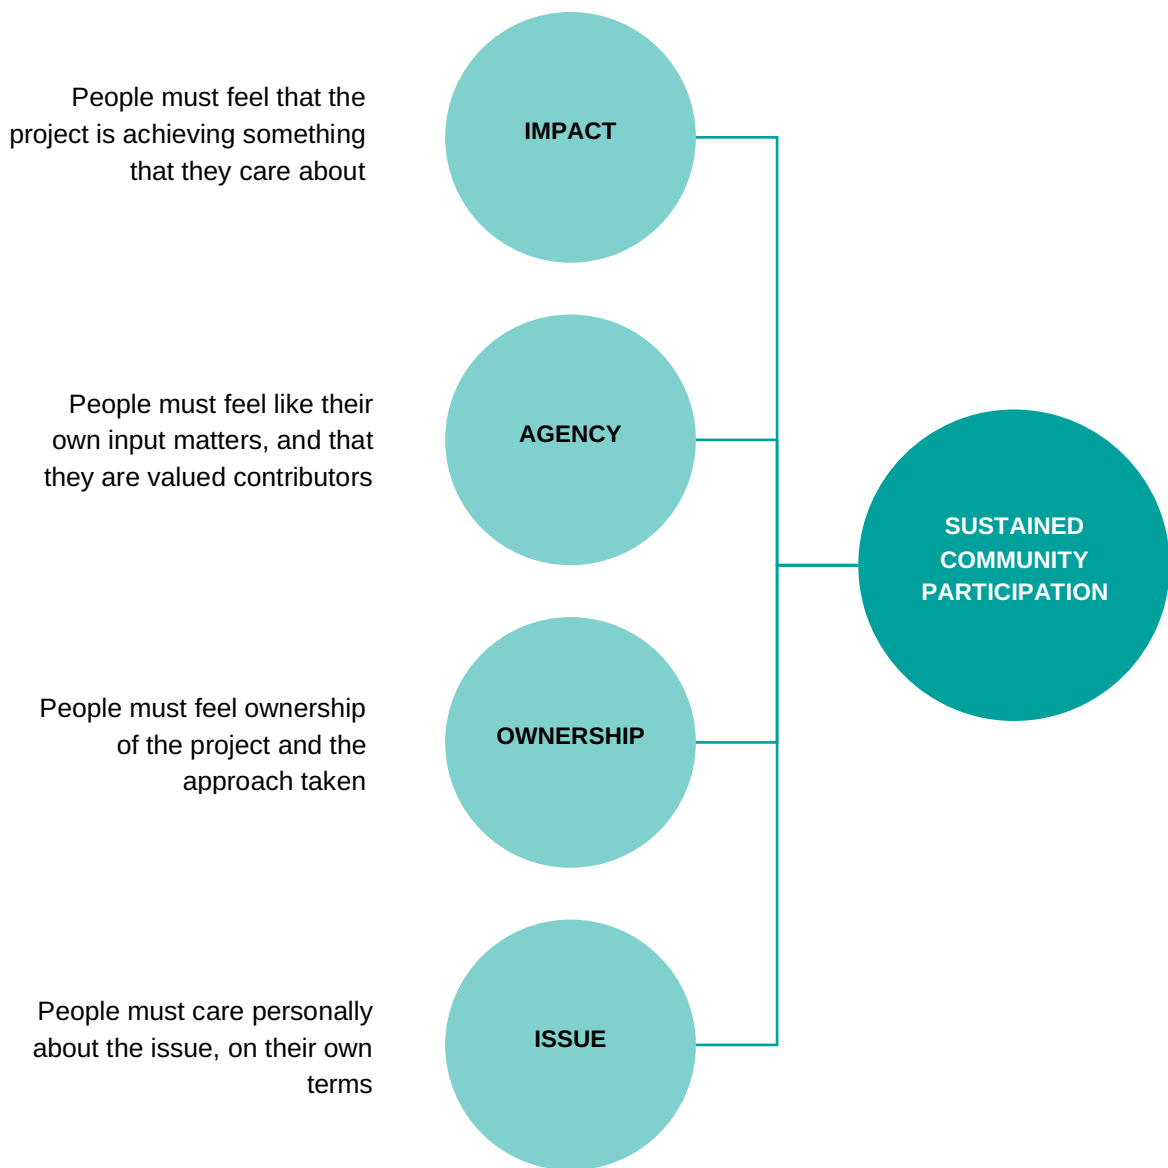 People must feel that the
project is achieving something
that they care about
IMPACT
People must feel like their
own input matters, and that
they are valued contributors
AGENCY
People must feel ownership
of the project and the
approach taken
OWNERSHIP
People must care personally
about the issue, on their own
terms
ISSUE
SUSTAINED
COMMUNITY
PARTICIPATION